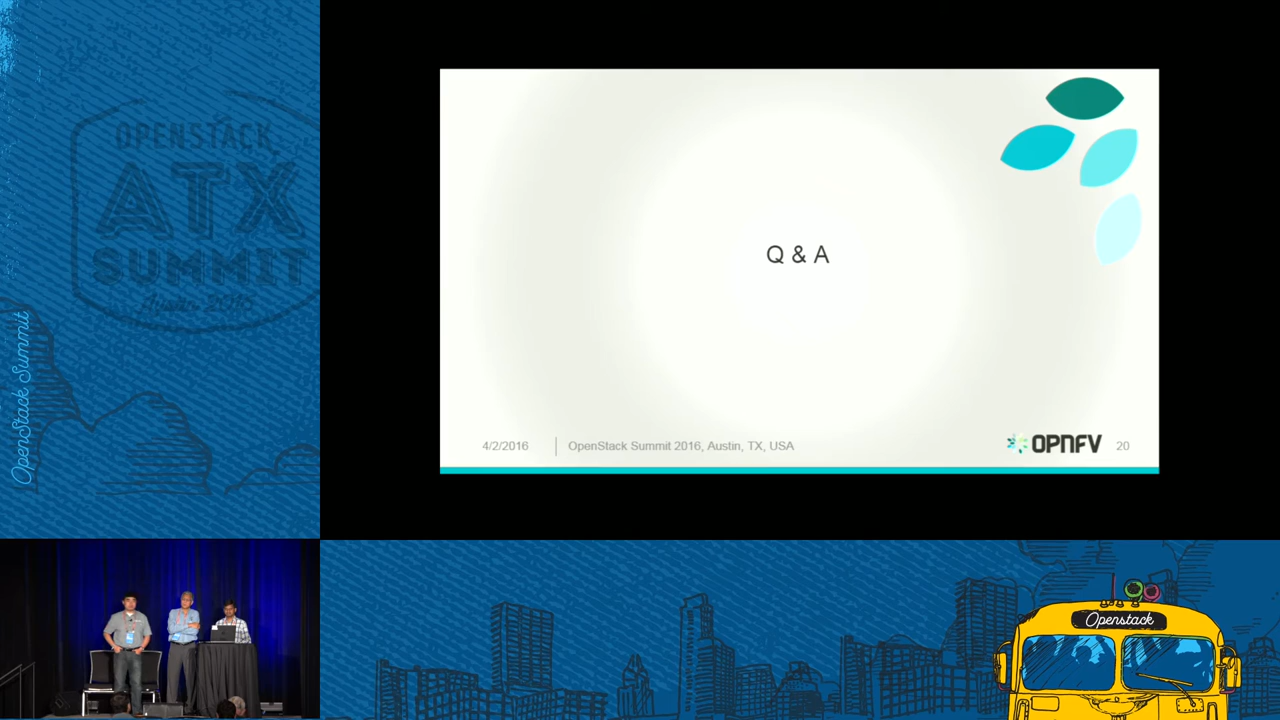 OPENSTACK
ATX
SUMMIT
Austin 2016
OpenStack Summit
Q & A
4/2/2016
OpenStack Summit 2016, Austin, TX, USA
OPNFV
20
Openstack